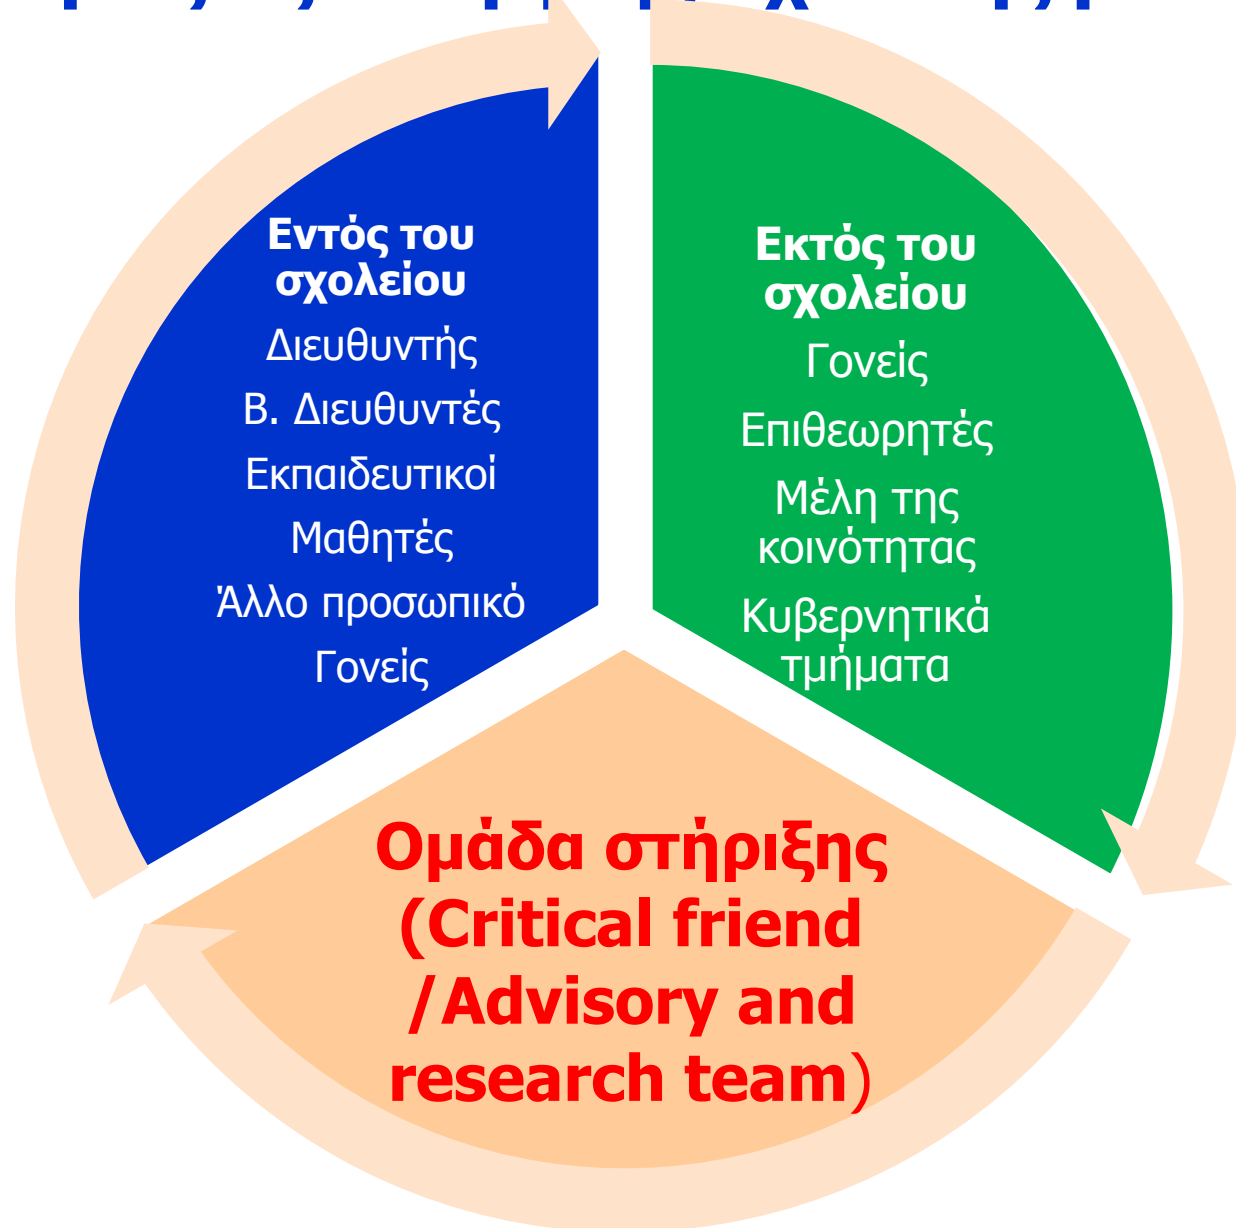 Εντός του
σχολείου
Διευθυντής
Β. Διευθυντές
Εκπαιδευτικοί
Μαθητές
Άλλο προσωπικό
Γονείς
Εκτός του
σχολείου
Γονείς
Επιθεωρητές
Μέλη της
κοινότητας
Κυβερνητικά
τμήματα
Ομάδα στήριξης
(Critical friend
/Advisory and
research team)